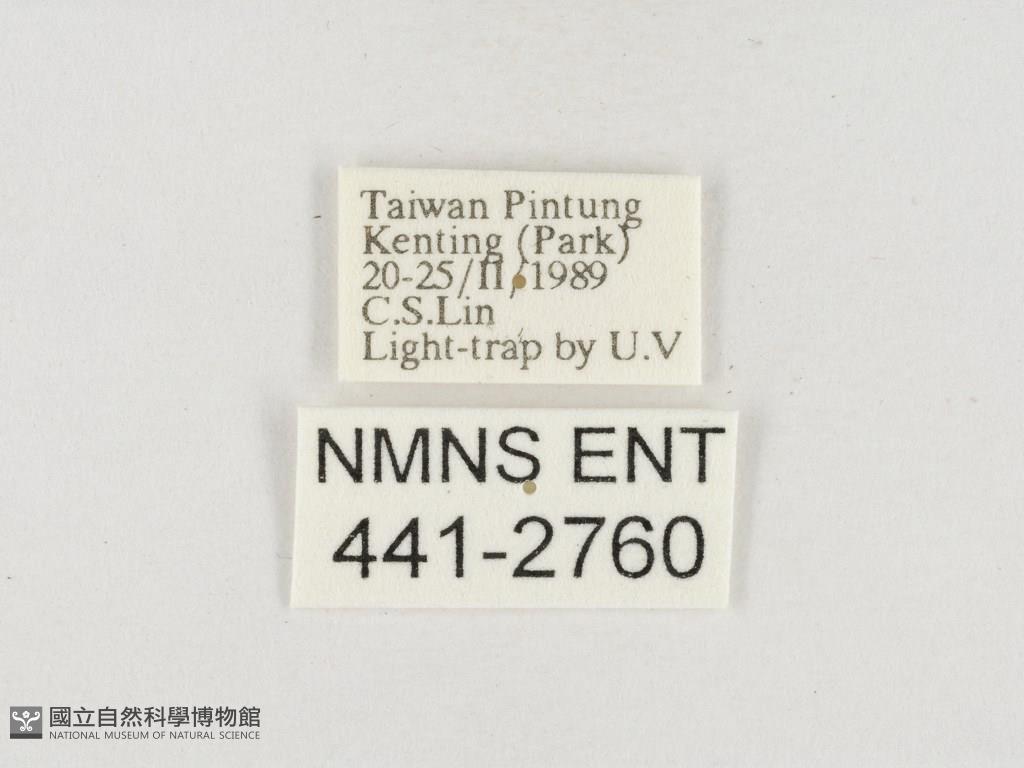 Taiwan Pintung
Kenting (Park)
20-25/II/1989
C.S.Lin
Light-trap by U.V
NMNS ENT
441-2760
國立自然科學博物館
NATIONAL MUSEUM OF NATURAL SCIENCE